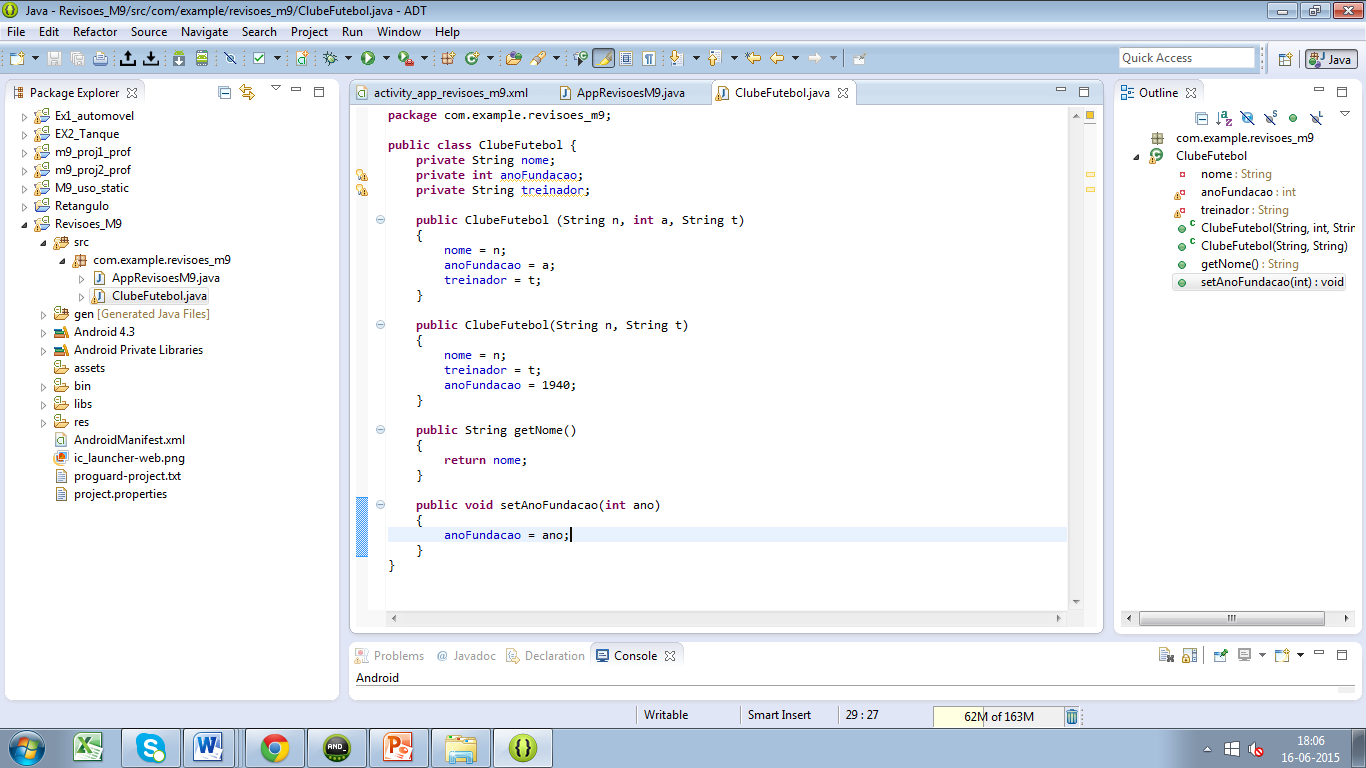 Java - Revisoes_M9/src/com/example/revisoes_m9/ClubeFutebol.java - ADT
File Edit Refactor Source Navigate Search Project Run Window Help
Quick Access
Java
Package Explorer
Ex1_automovel
EX2_Tanque
m9_proj1_prof
m9_proj2_prof
M9_uso_static
Retangulo
Revisoes_M9
src
com.example.revisoes_m9
AppRevisoesM9.java
ClubeFutebol.java
gen [Generated Java Files]
Android 4.3
Android Private Libraries
assets
bin
libs
res
AndroidManifest.xml
ic_launcher-web.png
proguard-project.txt
project.properties
activity_app_revisoes_m9.xml AppRevisoesM9.java ClubeFutebol.java
package com.example.revisoes_m9;
public class ClubeFutebol {
private String nome;
private int anoFundacao;
private String treinador;
public ClubeFutebol (String n, int a, String t)
{
nome = n;
anoFundacao = a;
treinador = t;
}
public ClubeFutebol(String n, String t)
{
nome = n;
treinador = t;
anoFundacao = 1940;
}
public String getNome()
{
return nome;
}
public void setAnoFundacao(int ano)
{
anoFundacao = ano;
}
}
Outline
com.example.revisoes_m9
ClubeFutebol
nome : String
anoFundacao : int
treinador : String
ClubeFutebol(String, int, Strin
ClubeFutebol(String, String)
getNome() : String
setAnoFundacao(int) : void
Problems @ Javadoc Declaration Console
Android
Writable Smart Insert 29 : 27 62M of 163M
AND_
18:06
16-06-2015